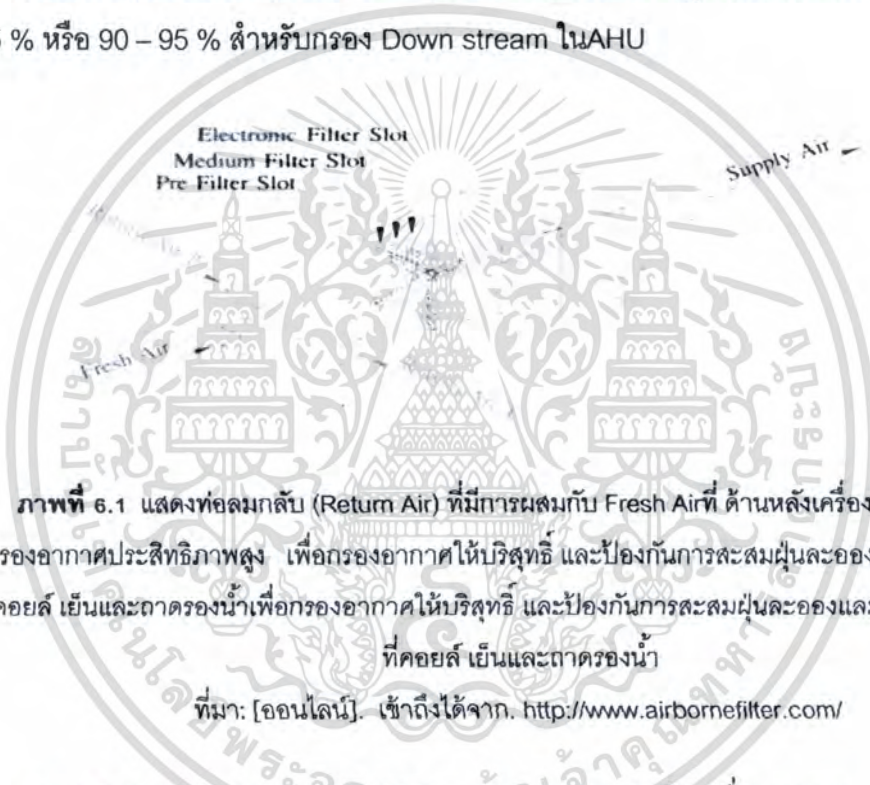 % หรือ 90 – 95 % สำหรับกรอง Down stream ในAHU
Electronic Filter Slot
Medium Filter Slot
Pre Filter Slot
Supply Air
Fresh Air
ภาพที่ 6.1 แสดงท่อลมกลับ (Return Air) ที่มีการผสมกับ Fresh Airที่ ด้านหลังเครื่อง
รองอากาศประสิทธิภาพสูง เพื่อกรองอากาศให้บริสุทธิ์ และป้องกันการสะสมฝุ่นละออง
คอยล์ เย็นและถาดรองน้ำเพื่อกรองอากาศให้บริสุทธิ์ และป้องกันการสะสมฝุ่นละอองและ
ที่คอยล์ เย็นและถาดรองน้ำ
ที่มา: [ออนไลน์]. เข้าถึงได้จาก. http://www.airbornefilter.com/